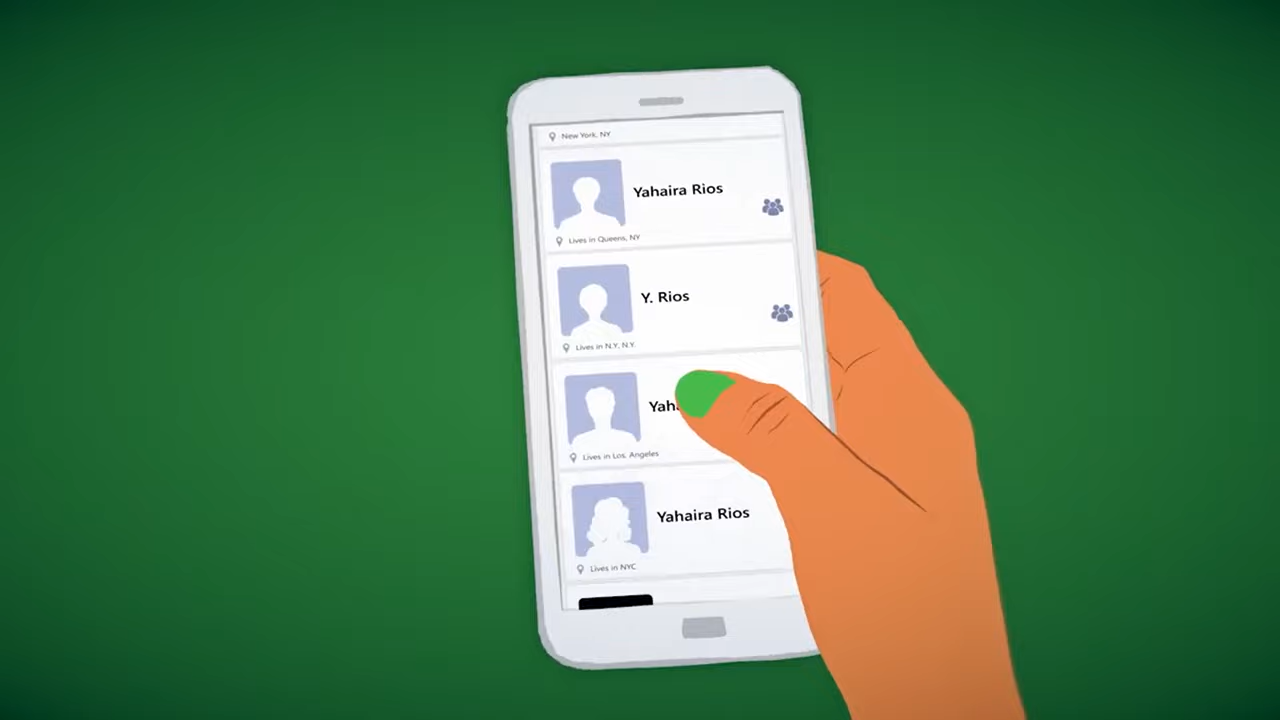 New York, NY
Yahaira Rios
Lives in Queens, NY
Y. Rios
Lives in N.Y, N.Y.
Lives in Los, Angeles
Yahaira Rios
Lives in NYC